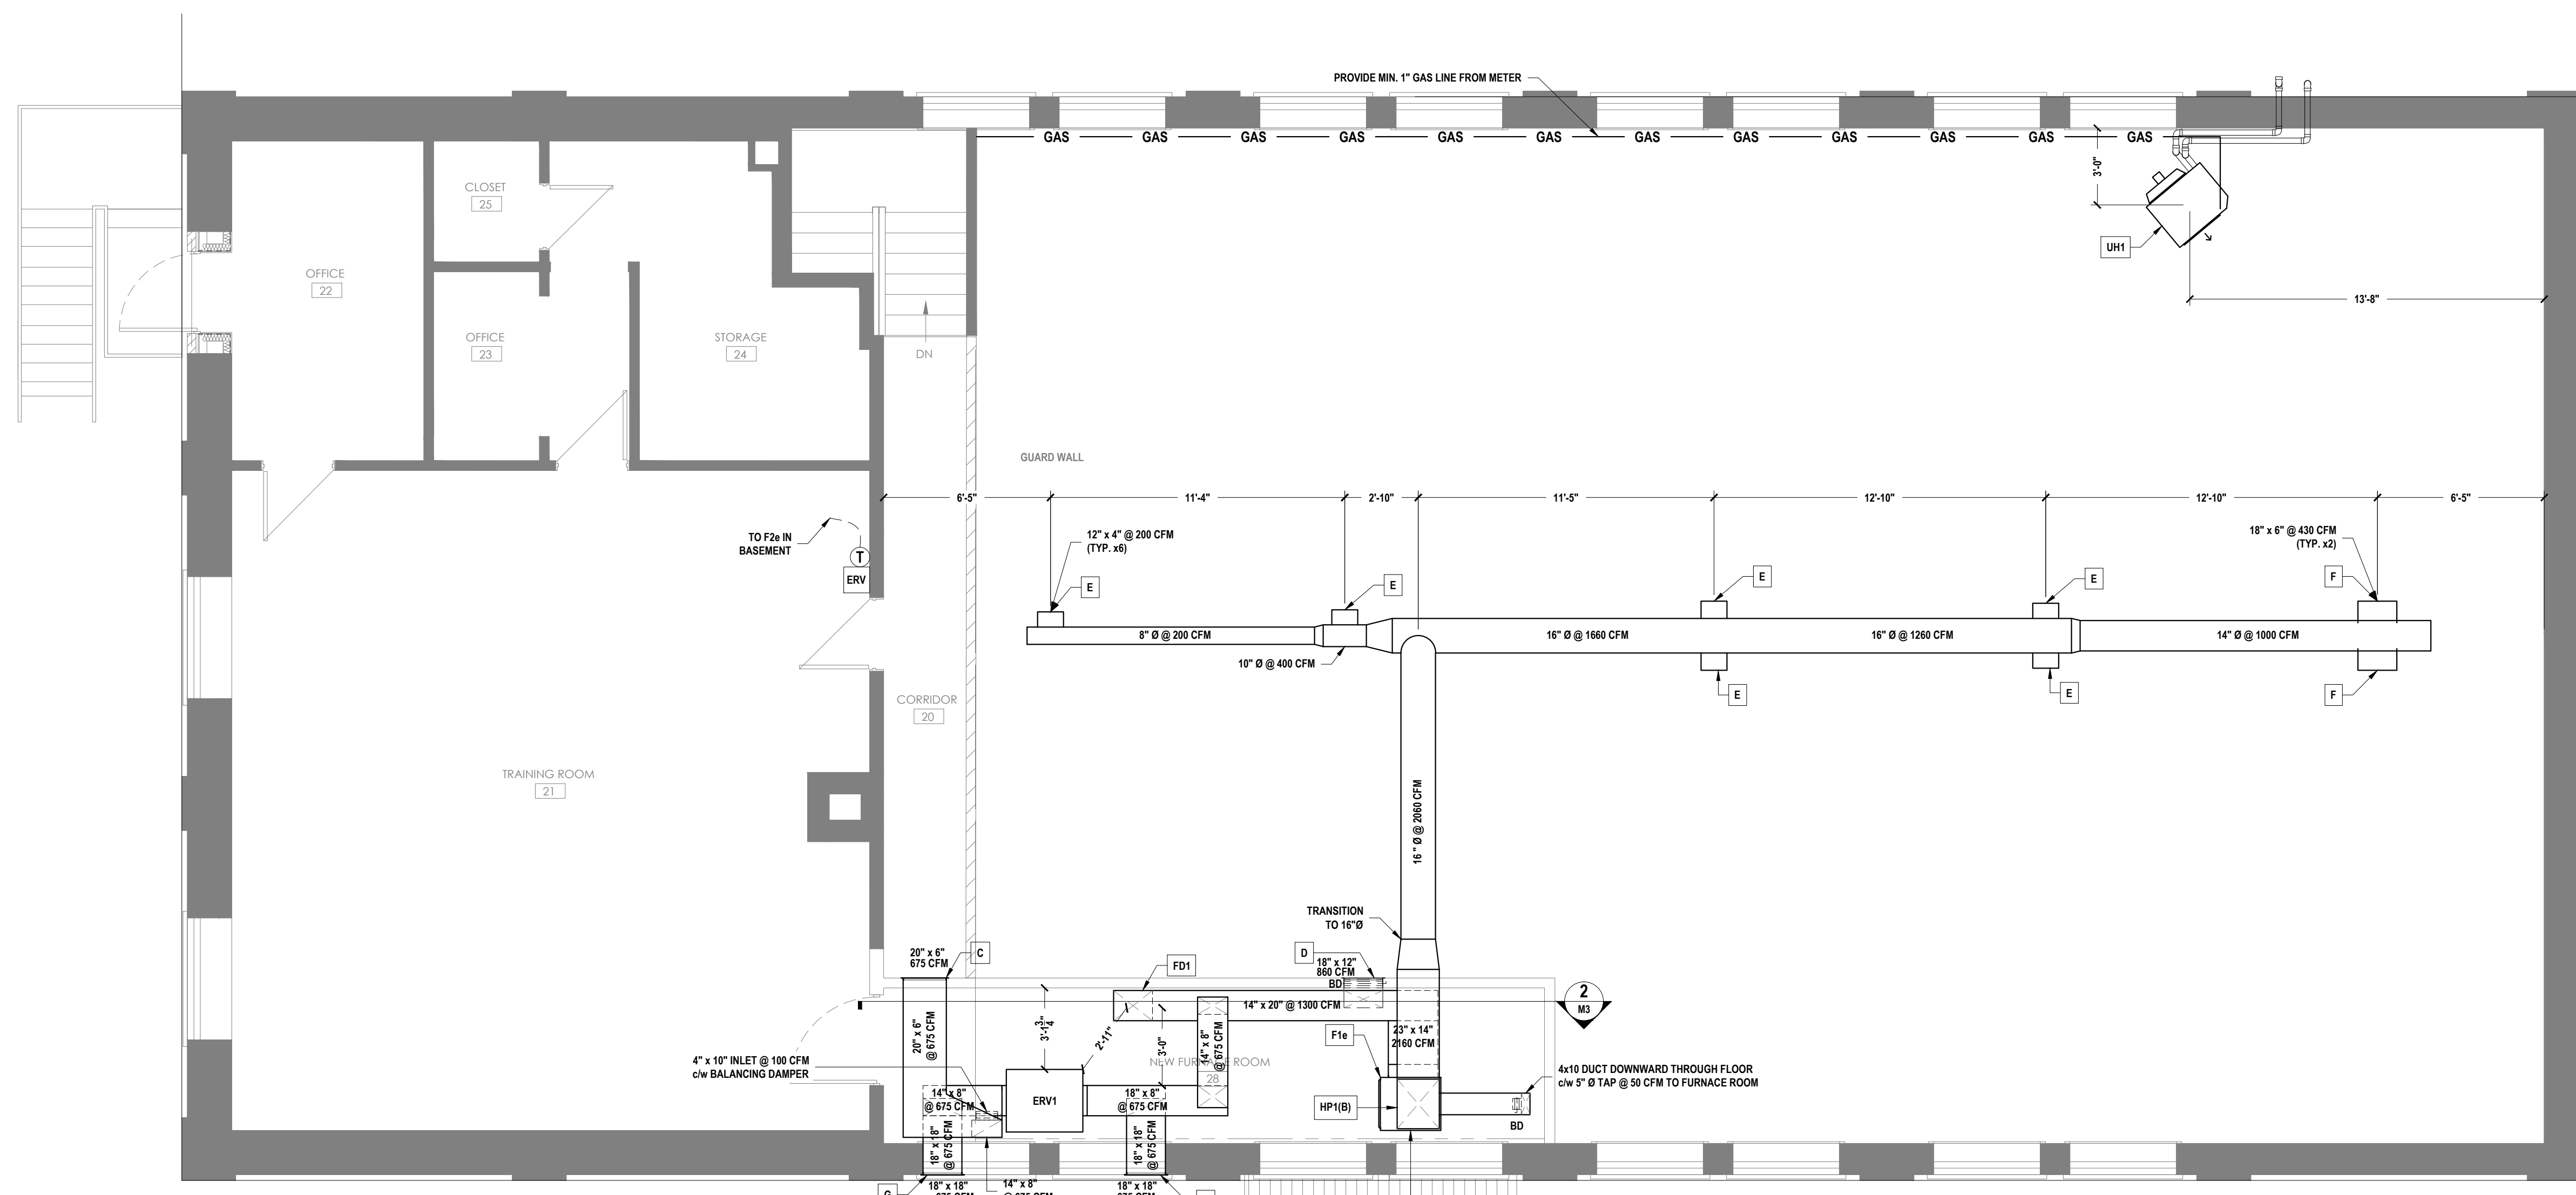 PROVIDE MIN. 1" GAS LINE FROM METER
GAS GAS GAS GAS GAS GAS GAS GAS GAS GAS GAS GAS
3'-0"
UH1
13'-8"
CLOSET
25
OFFICE
22
OFFICE
23
STORAGE
24
DN
GUARD WALL
6'-5" 11'-4" 2'-10" 11'-5" 12'-10" 12'-10" 6'-5"
TO F2e IN
BASEMENT
T
ERV
12" x 4" @ 200 CFM
(TYP. x6)
E
E
E
E
18" x 6" @ 430 CFM
(TYP. x2)
F
8" Ø @ 200 CFM
10" Ø @ 400 CFM
16" Ø @ 1660 CFM
16" Ø @ 1260 CFM
14" Ø @ 1000 CFM
E
E
F
CORRIDOR
20
TRAINING ROOM
21
16 " Ø @ 2060 CFM
TRANSITION
TO 16"Ø
20" x 6"
675 CFM
C
FD1
D
18" x 12"
860 CFM
BD
14" x 20" @ 1300 CFM
2
M3
20" x 6"
@ 675 CFM
3'-1 3/4"
2'-11"
3'-0"
14" x 8"
@ 675 CFM
23" x 14"
2160 CFM
F1e
NEW FURNACE ROOM
28
4" x 10" INLET @ 100 CFM
c/w BALANCING DAMPER
14" x 8"
@ 675 CFM
ERV1
18" x 8"
@ 675 CFM
HP1(B)
4x10 DUCT DOWNWARD THROUGH FLOOR
c/w 5" Ø TAP @ 50 CFM TO FURNACE ROOM
BD
18" x 18"
@ 675 CFM
18" x 18"
@ 675 CFM
18" x 18"
14" x 8"
18" x 18"